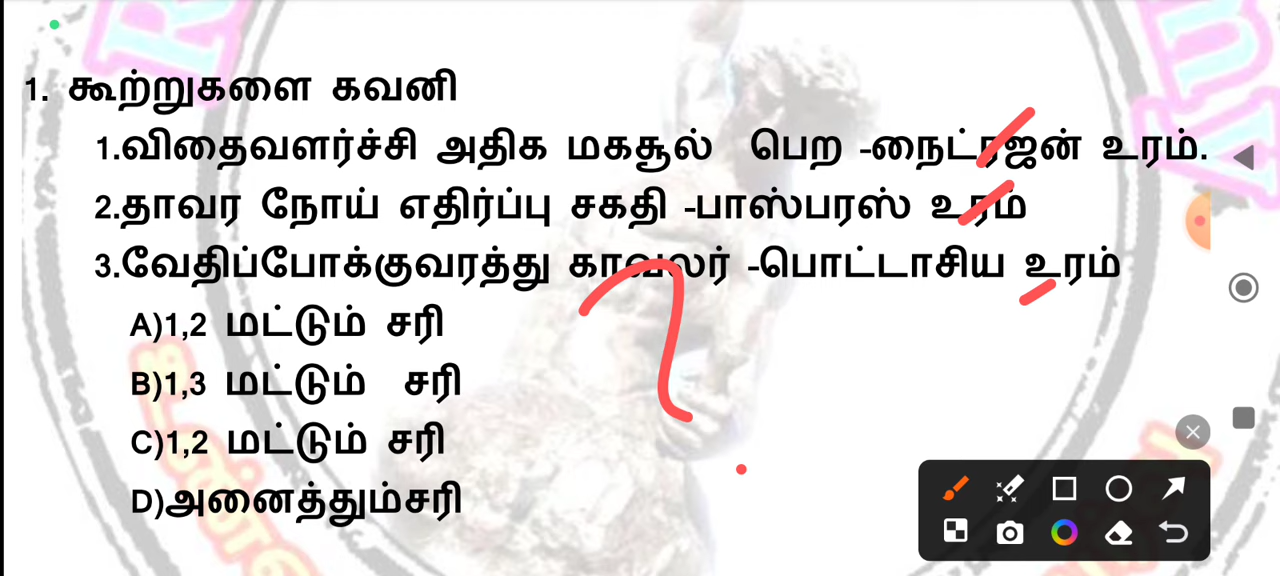 1. கூற்றுகளை கவனி
1.விதைவளர்ச்சி அதிக மகசூல் பெற -நைட்ரஜன் உரம்.
2.தாவர நோய் எதிர்ப்பு சகதி -பாஸ்பரஸ் உரம்
3.வேதிப்போக்குவரத்து காவலர் -பொட்டாசிய உரம்
A)1,2 மட்டும் சரி
B)1,3 மட்டும் சரி
C)1,2 மட்டும் சரி
D)அனைத்தும்சரி